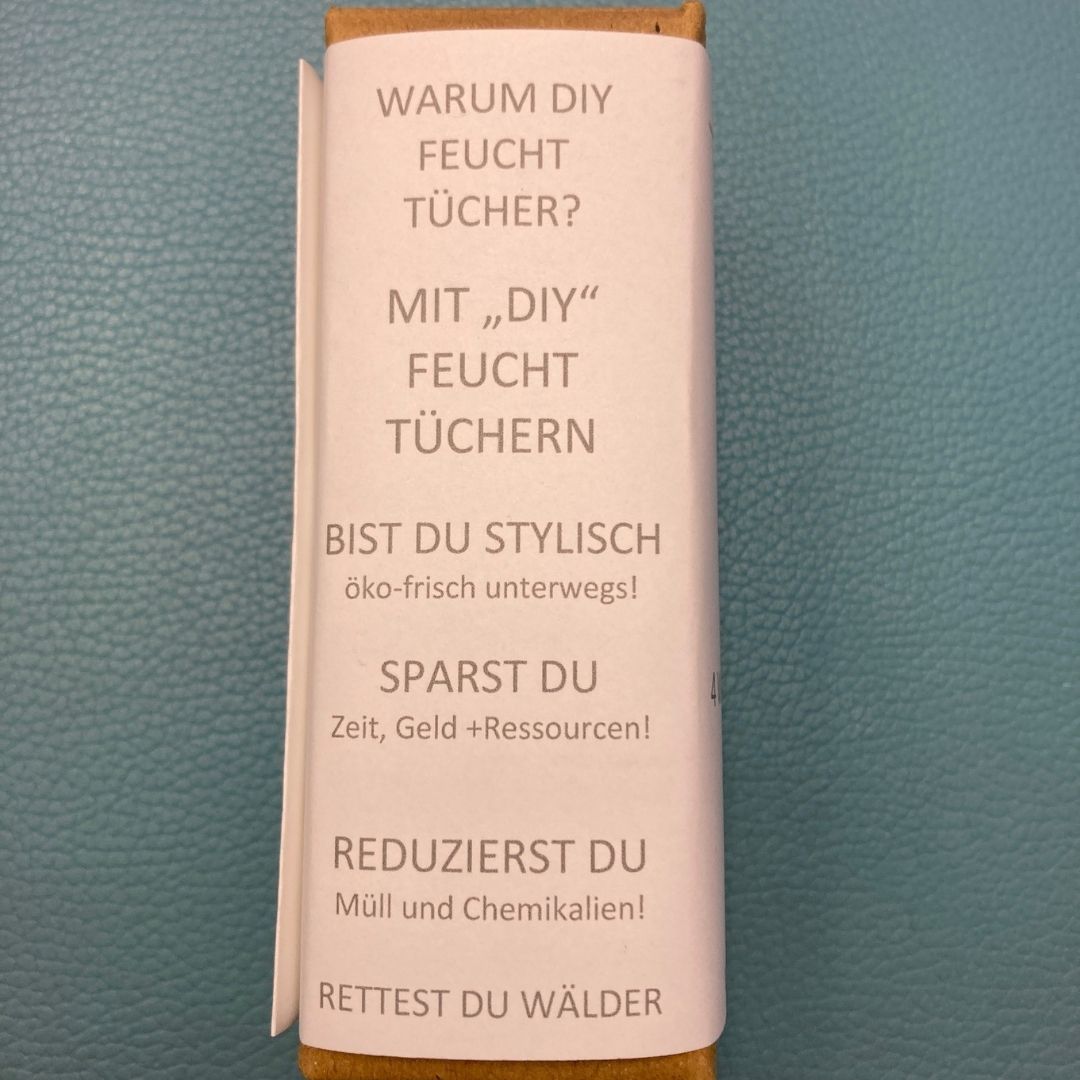 WARUM DIY
FEUCHT
TÜCHER?
MIT „DIY“
FEUCHT
TÜCHERN
BIST DU STYLISCH
öko-frisch unterwegs!
SPARST DU
Zeit, Geld +Ressourcen!
REDUZIERST DU
Müll und Chemikalien!
RETTEST DU WÄLDER